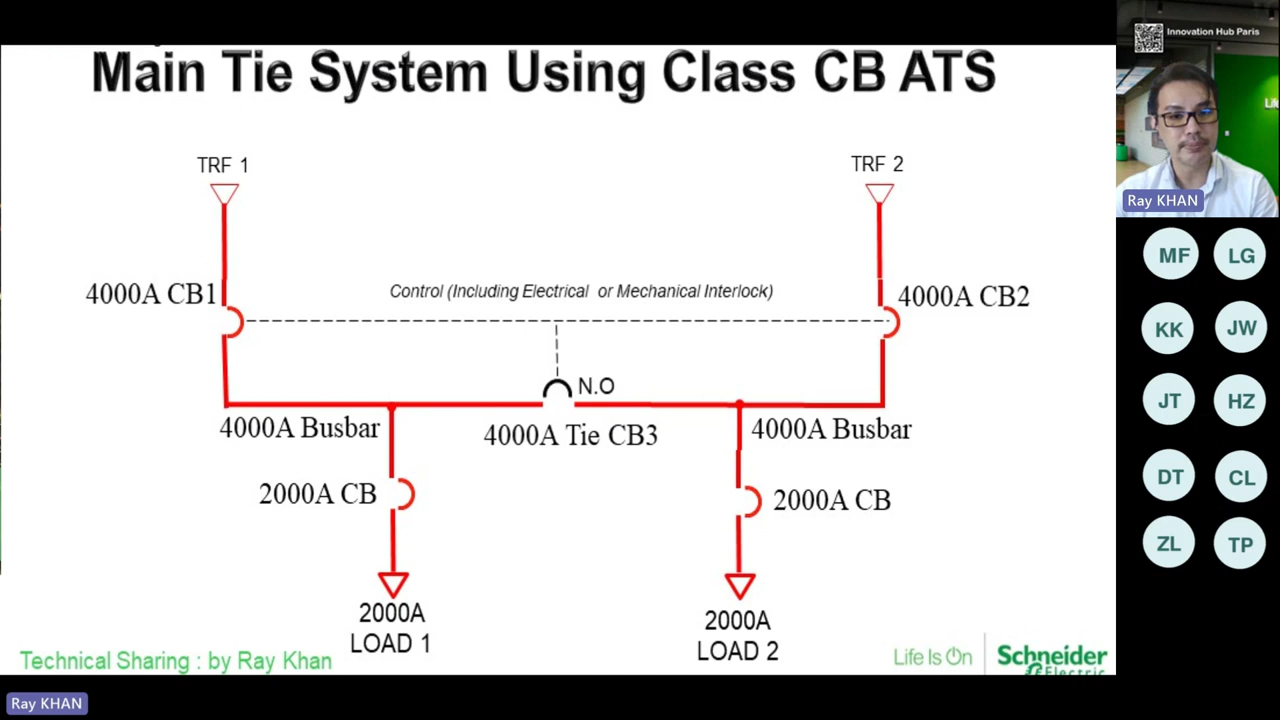 Main Tie System Using Class CB ATS
TRF 1
TRF 2
4000A CB1
Control (Including Electrical or Mechanical Interlock)
4000A CB2
N.O
4000A Busbar
4000A Tie CB3
4000A Busbar
2000A CB
2000A CB
2000A
LOAD 1
2000A
LOAD 2
Technical Sharing : by Ray Khan
Life Is On
Schneider
Electric
Ray KHAN
Innovation Hub Paris
Ray KHAN
MF
LG
KK
JW
JT
HZ
DT
CL
ZL
TP